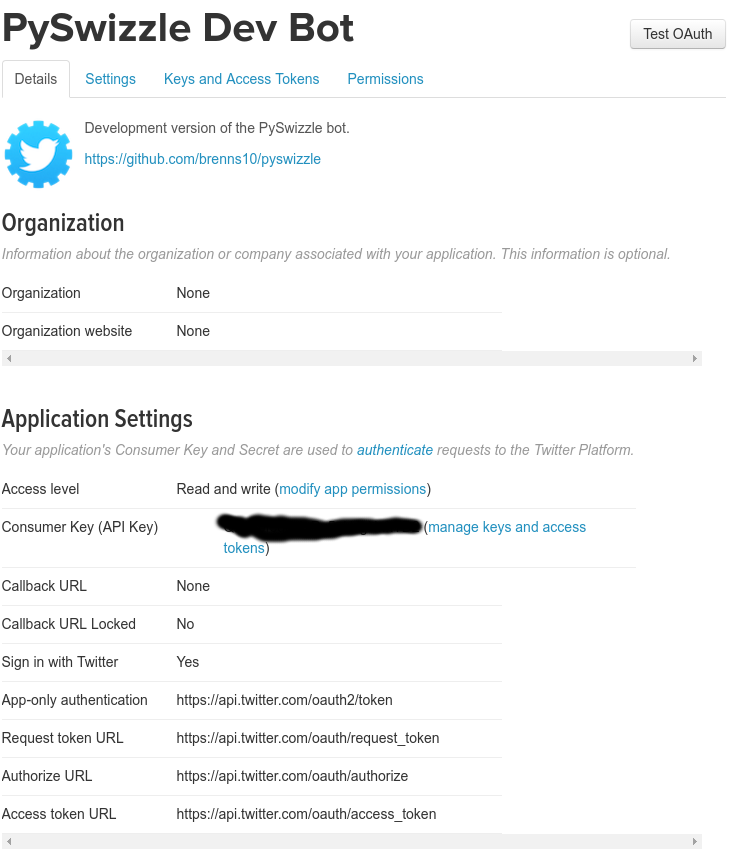 PySwizzle Dev Bot
Test OAuth
Details Settings Keys and Access Tokens Permissions
Development version of the PySwizzle bot.
https://github.com/brenns10/pyswizzle
Organization
Information about the organization or company associated with your application. This information is optional.
Organization None
Organization website None
Application Settings
Your application's Consumer Key and Secret are used to authenticate requests to the Twitter Platform.
Access level Read and write (modify app permissions)
Consumer Key (API Key) (manage keys and access
tokens)
Callback URL None
Callback URL Locked No
Sign in with Twitter Yes
App-only authentication https://api.twitter.com/oauth2/token
Request token URL https://api.twitter.com/oauth/request_token
Authorize URL https://api.twitter.com/oauth/authorize
Access token URL https://api.twitter.com/oauth/access_token